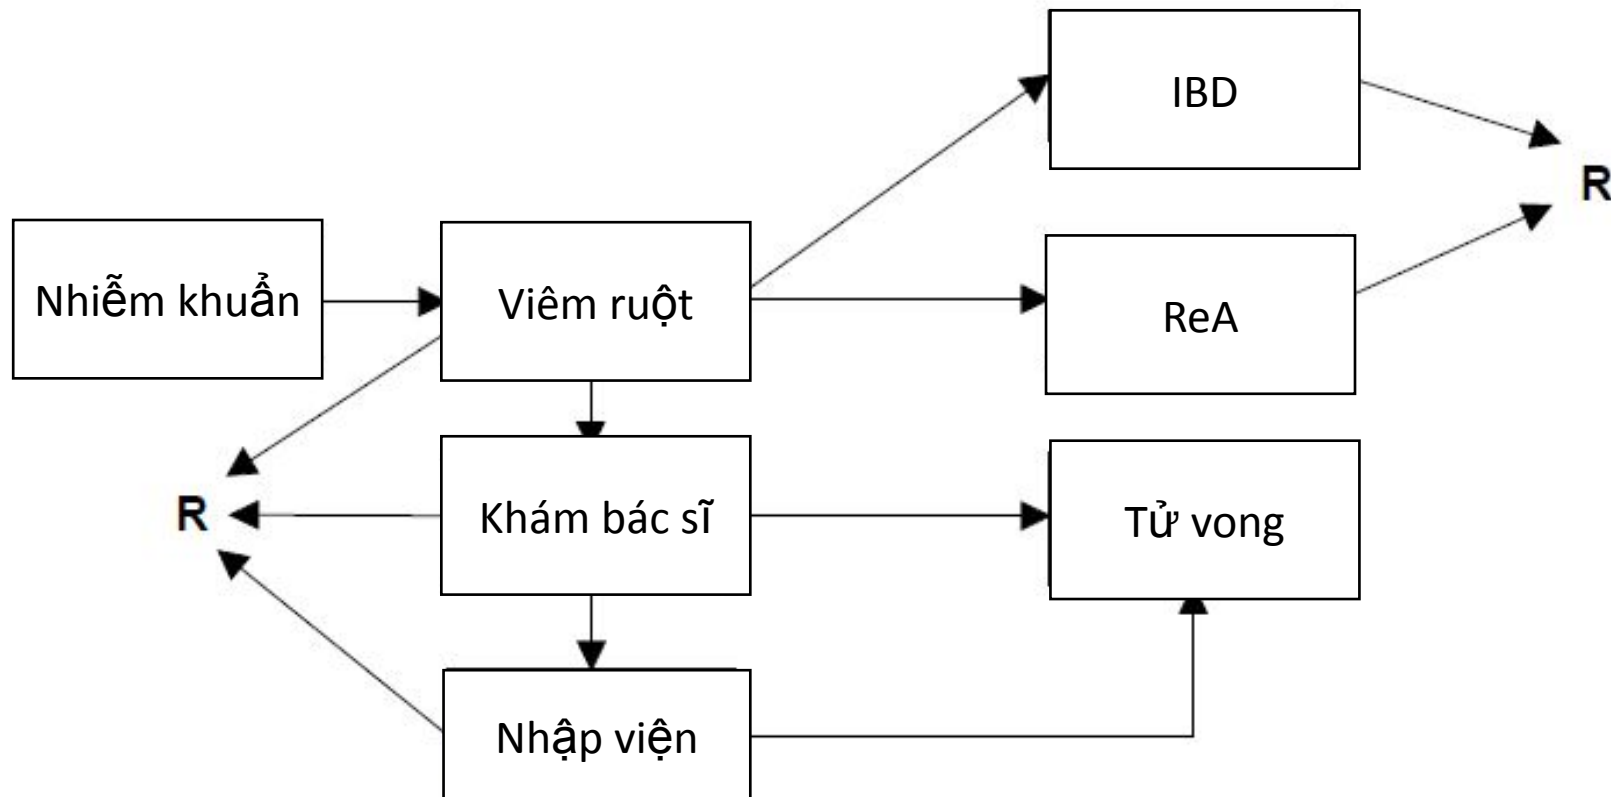 IBD
R
Nhiễm khuẩn
Viêm ruột
ReA
R
Khám bác sĩ
Tử vong
Nhập viện